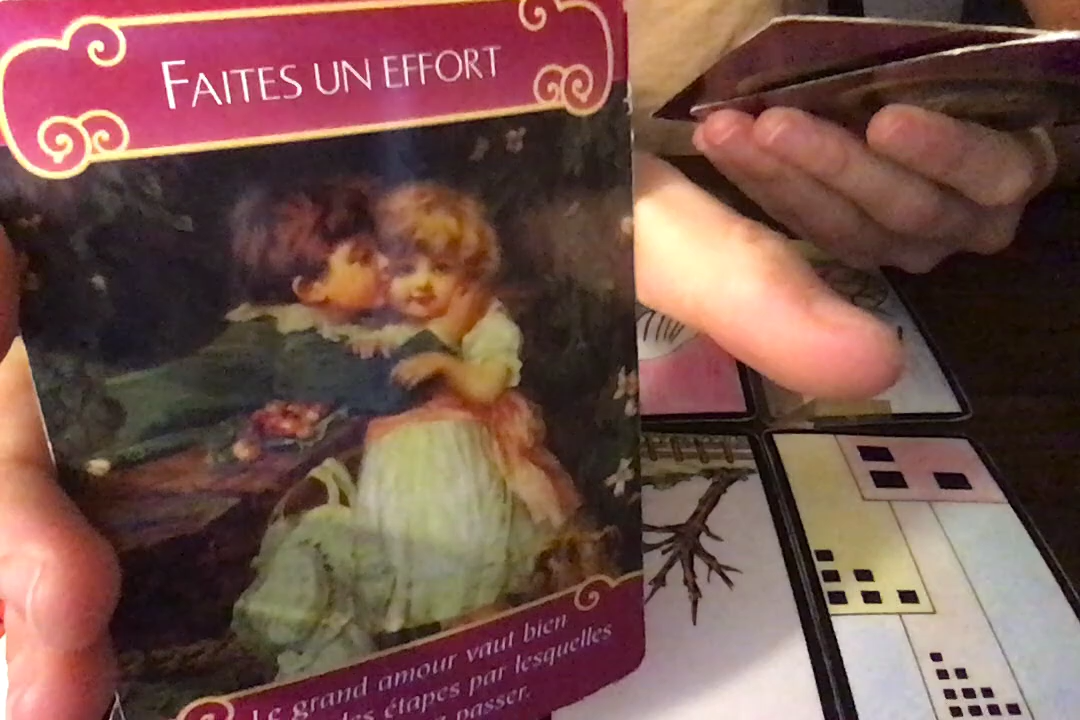 FAITES UN EFFORT
Le grand amour vaut bien
les étapes par lesquelles
passer.